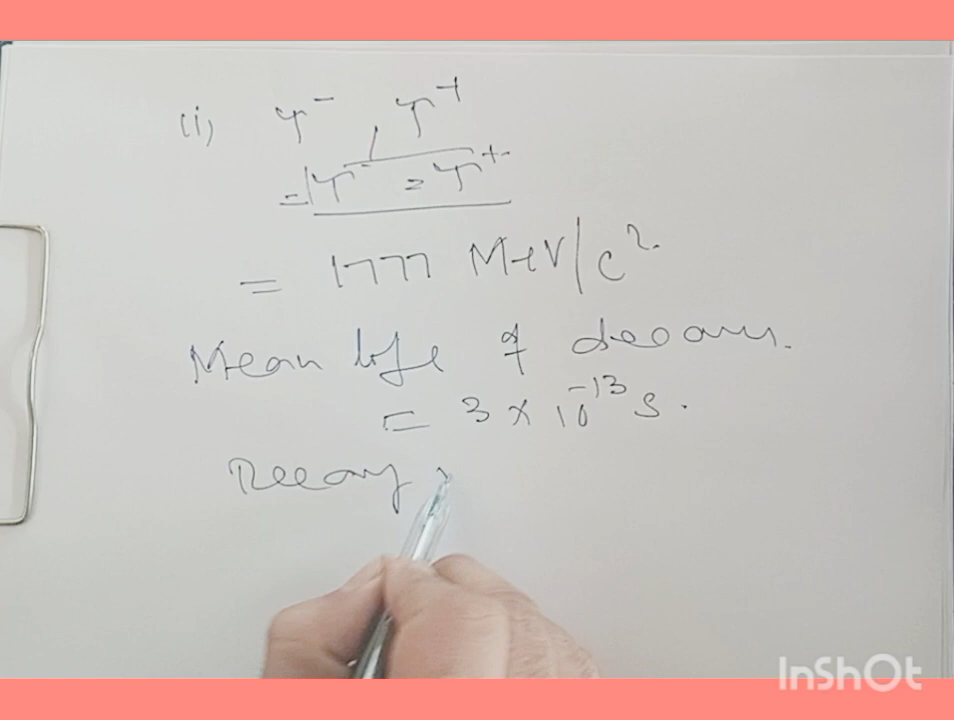 (i) τ⁻, τ⁺
= τ⁻ = τ⁺
= 1777 MeV/c².
Mean life of decay.
= 3 × 10⁻¹³ s.
Decay
InShOt